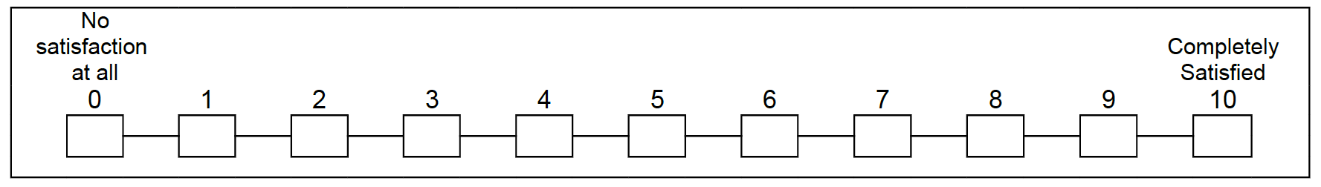 No
satisfaction
at all
Completely
Satisfied
0 1 2 3 4 5 6 7 8 9 10